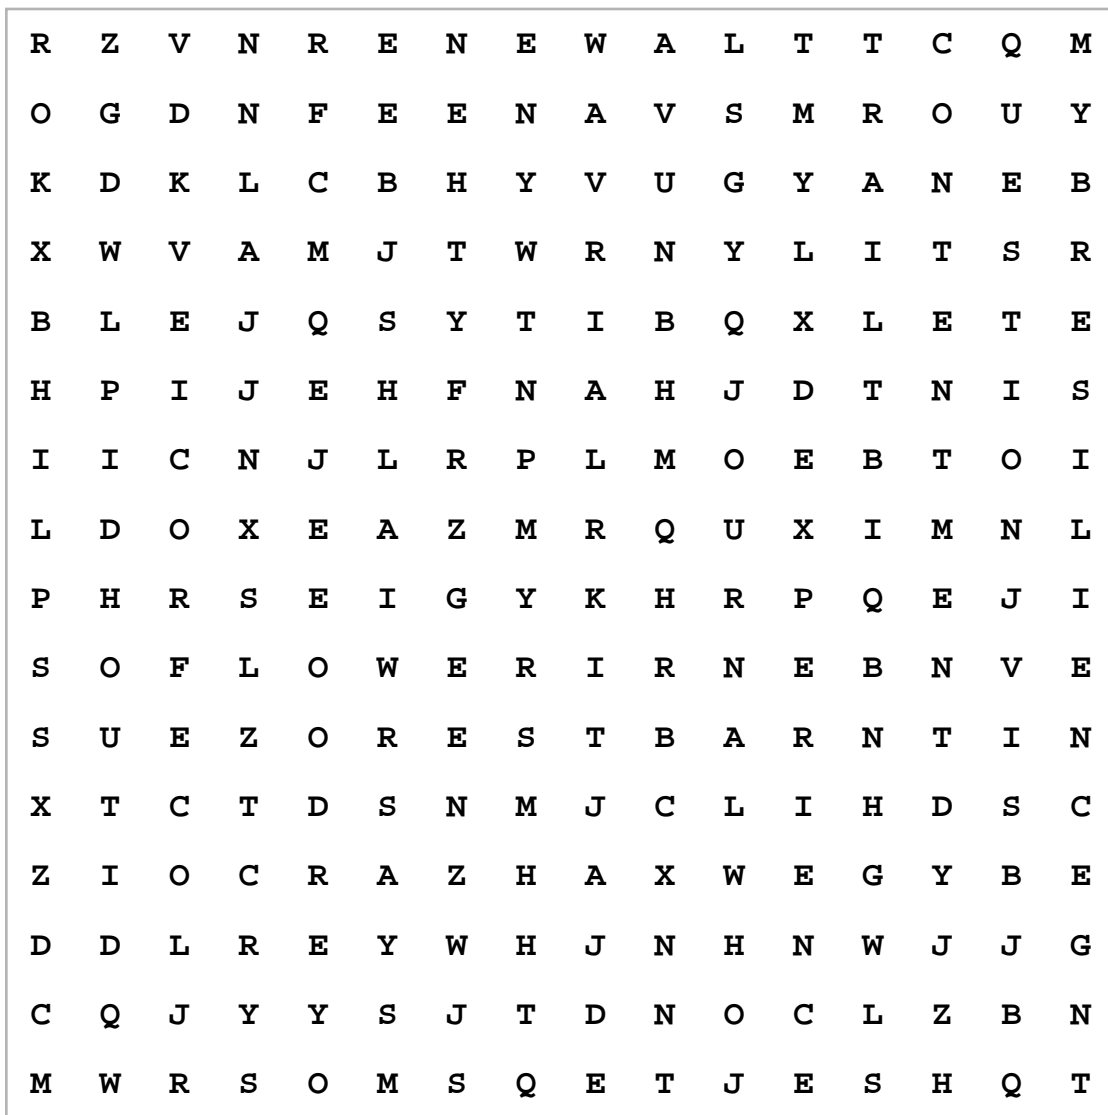 R Z V N R E N E W A L T T C Q M
O G D N F E E N A V S M R O U Y
K D K L C B H Y V U G Y A N E B
X W V A M J T W R N Y L I T S R
B L E J Q S Y T I B Q X L E T E
H P I J E H F N A H J D T N I S
I I C N J L R P L M O E B T O I
L D O X E A Z M R Q U X I M N L
P H R S E I G Y K H R P Q E J I
S O F L O W E R I R N E B N V E
S U E Z O R E S T B A R N T I N
X T C T D S N M J C L I H D S C
Z I O C R A Z H A X W E G Y B E
D D L R E Y W H J N H N W J J G
C Q J Y Y S J T D N O C L Z B N
M W R S O M S Q E T J E S H Q T